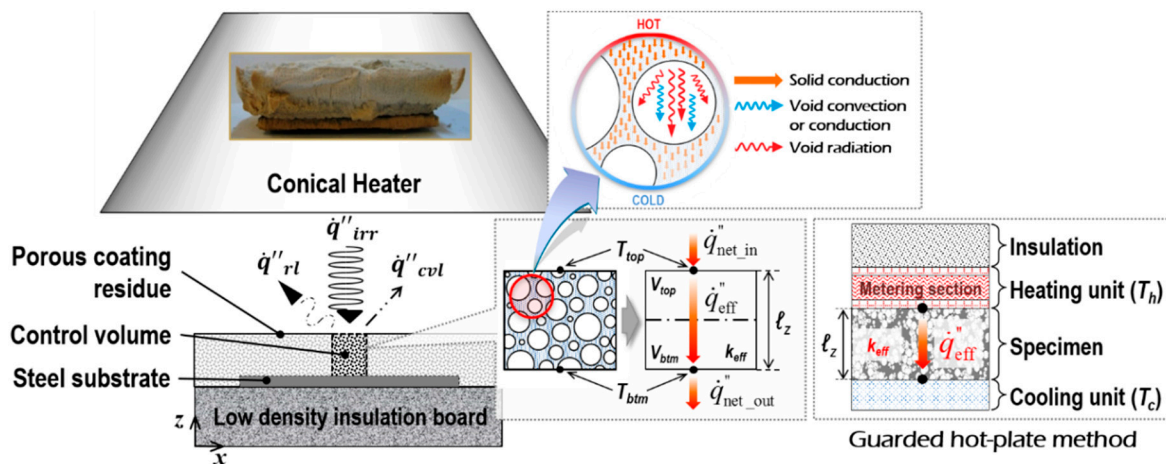 HOT
COLD
Solid conduction
Void convection
or conduction
Void radiation
Conical Heater
Porous coating
residue
Control volume
Steel substrate
Low density insulation board
q̇″rl
q̇″irr
q̇″cvl
z
x
Ttop
q̇″net_in
Vtop
q̇″eff
ℓz
Vbtm
keff
Tbtm
q̇″net_out
Insulation
Metering section
Heating unit (Th)
ℓz
keff
q̇″eff
Specimen
Cooling unit (Tc)
Guarded hot-plate method